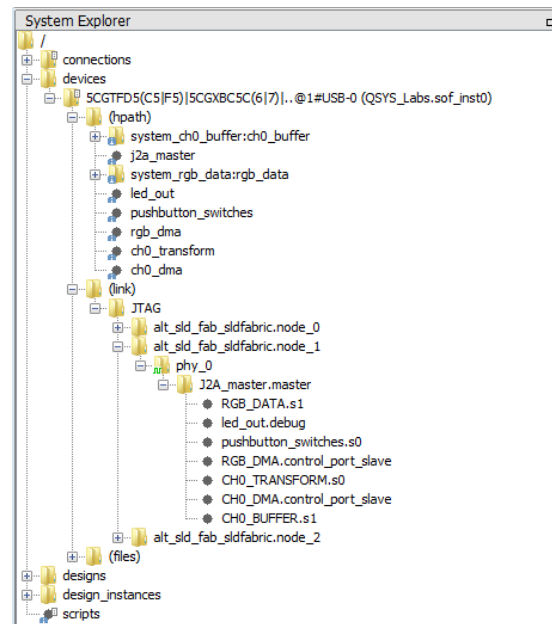 System Explorer
/
connections
devices
5CGTFD5(C5|F5)|5CGXBC5C(6|7)|..@1#USB-0 (QSYS_Labs.sof_inst0)
(hpath)
system_ch0_buffer:ch0_buffer
j2a_master
system_rgb_data:rgb_data
led_out
pushbutton_switches
rgb_dma
ch0_transform
ch0_dma
(link)
JTAG
alt_sld_fab_sldfabric.node_0
alt_sld_fab_sldfabric.node_1
phy_0
J2A_master.master
RGB_DATA.s1
led_out.debug
pushbutton_switches.s0
RGB_DMA.control_port_slave
CH0_TRANSFORM.s0
CH0_DMA.control_port_slave
CH0_BUFFER.s1
alt_sld_fab_sldfabric.node_2
(files)
designs
design_instances
scripts